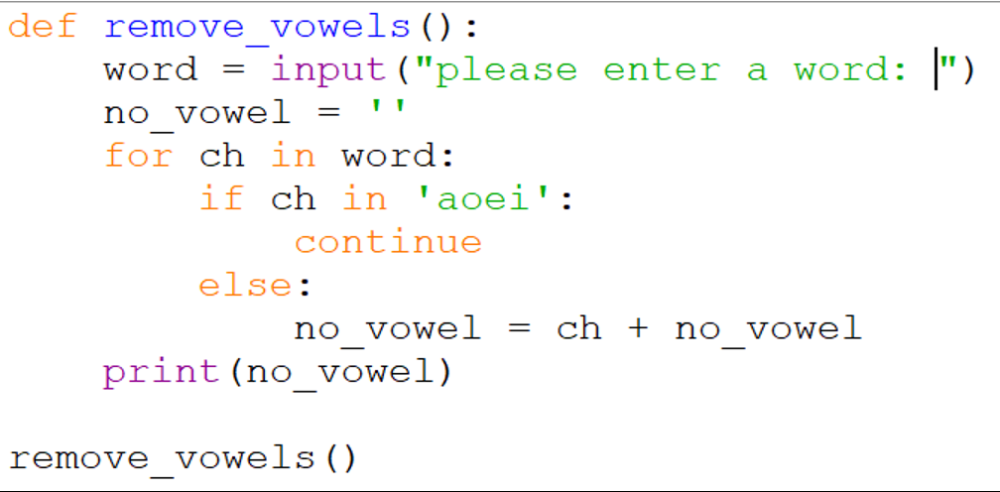 def remove_vowels():
    word = input("please enter a word: ")
    no_vowel = ''
    for ch in word:
        if ch in 'aoei':
            continue
        else:
            no_vowel = ch + no_vowel
    print(no_vowel)

remove_vowels()